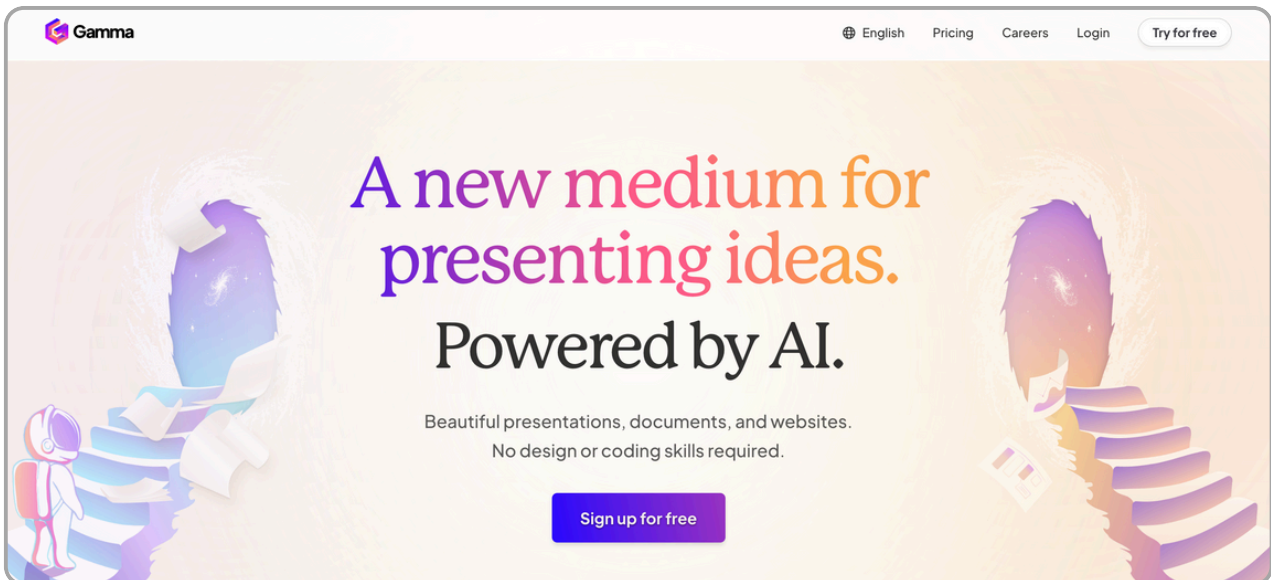 Gamma
English
Pricing
Careers
Login
Try for free
A new medium for
presenting ideas.
Powered by AI.
Beautiful presentations, documents, and websites.
No design or coding skills required.
Sign up for free